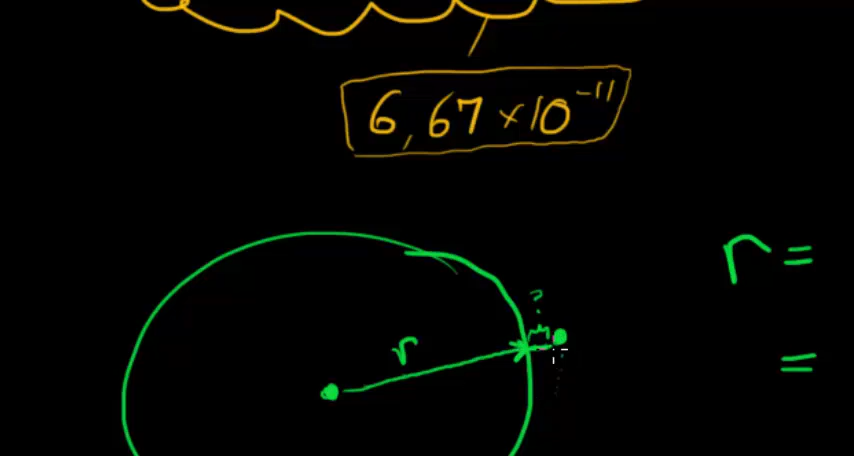 6,67×10⁻¹¹
r=
?
r
=